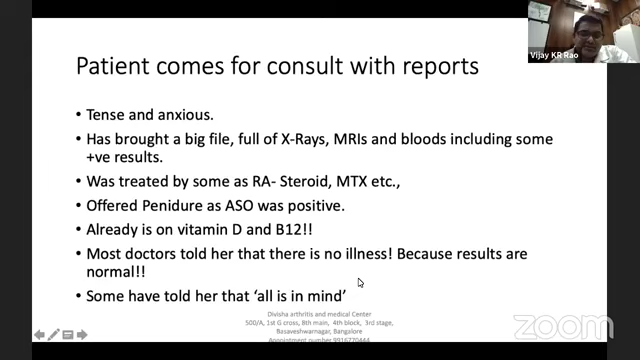 Patient comes for consult with reports
Vijay KR Rao
• Tense and anxious.
• Has brought a big file, full of X-Rays, MRIs and bloods including some
+ve results.
• Was treated by some as RA- Steroid, MTX etc.,
• Offered Penidure as ASO was positive.
• Already is on vitamin D and B12!!
• Most doctors told her that there is no illness! Because results are
normal!!
• Some have told her that ‘all is in mind’
Divisha arthritis and medical Center
500/A, 1st G cross, 8th main, 4th block, 3rd stage,
Basaveshwarnagar, Bangalore
Appointment number 9916770444
zoom